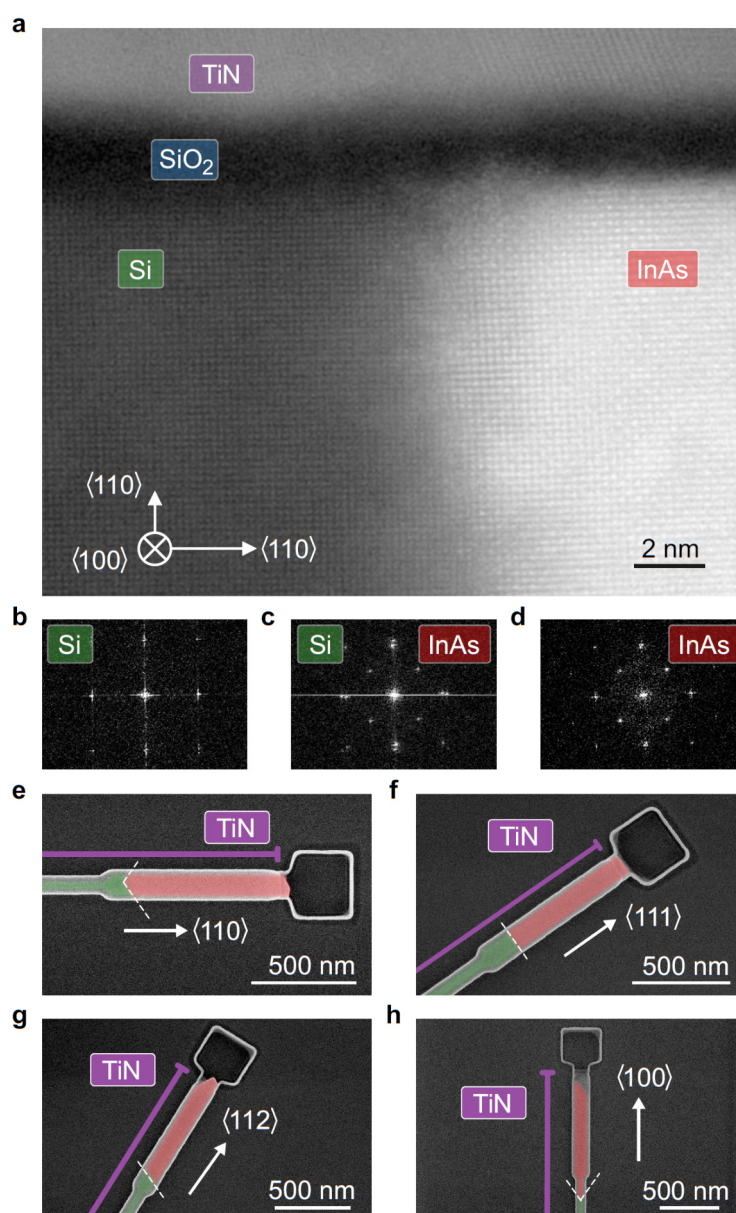 a
TiN
SiO₂
Si
InAs
⟨110⟩
⟨100⟩
⟨110⟩
2 nm
b
Si
c
Si
InAs
d
InAs
e
TiN
⟨110⟩
500 nm
f
TiN
⟨111⟩
500 nm
g
TiN
⟨112⟩
500 nm
h
TiN
⟨100⟩
500 nm